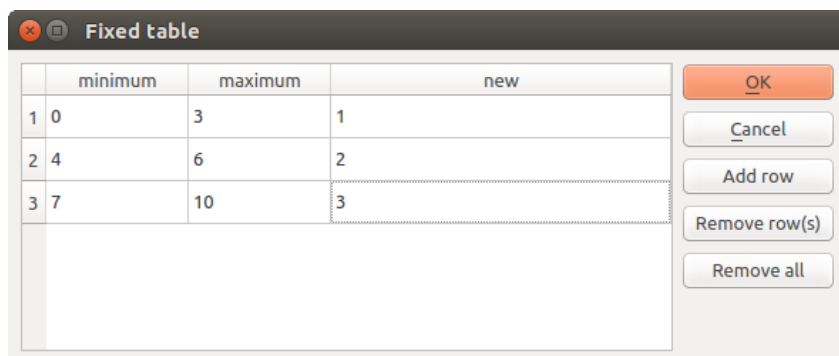 Fixed table
minimum maximum new
1 0 3 1
2 4 6 2
3 7 10 3
OK
Cancel
Add row
Remove row(s)
Remove all